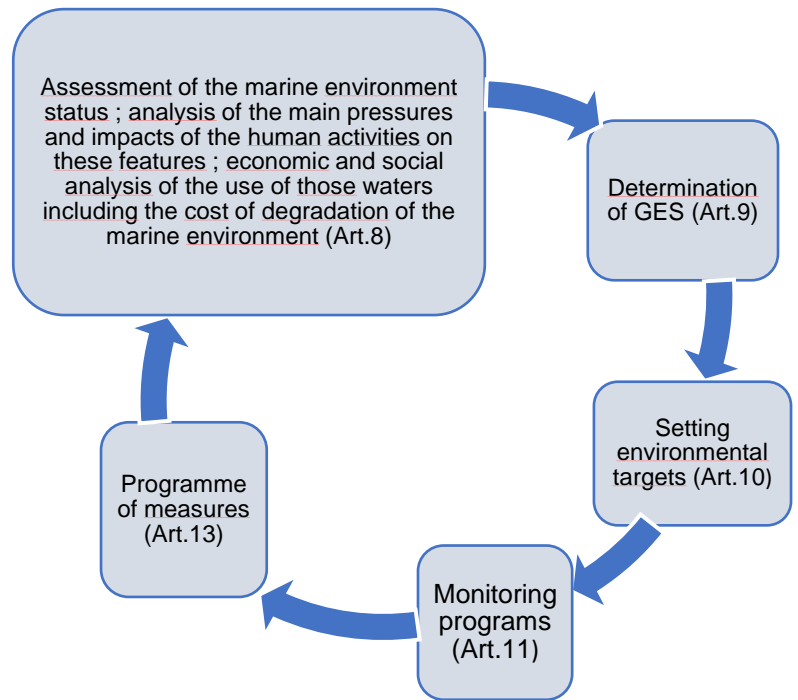 Assessment of the marine environment
status ; analysis of the main pressures
and impacts of the human activities on
these features ; economic and social
analysis of the use of those waters
including the cost of degradation of the
marine environment (Art.8)
Determination
of GES (Art.9)
Setting
environmental
targets (Art.10)
Monitoring
programs
(Art.11)
Programme
of measures
(Art.13)